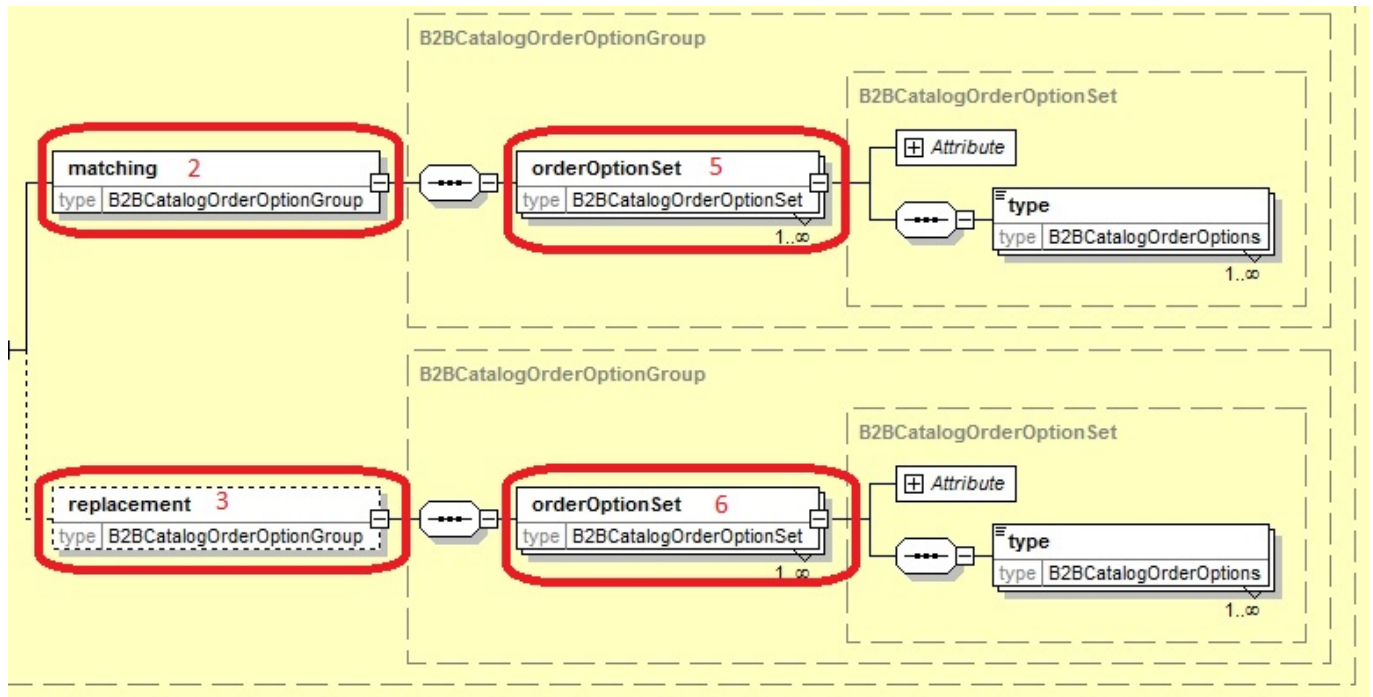 B2BCatalogOrderOptionGroup
B2BCatalogOrderOptionSet
matching 2
type B2BCatalogOrderOptionGroup
orderOptionSet 5
type B2BCatalogOrderOptionSet
1..∞
Attribute
type
type B2BCatalogOrderOptions
1..∞
B2BCatalogOrderOptionGroup
B2BCatalogOrderOptionSet
replacement 3
type B2BCatalogOrderOptionGroup
orderOptionSet 6
type B2BCatalogOrderOptionSet
1..∞
Attribute
type
type B2BCatalogOrderOptions
1..∞